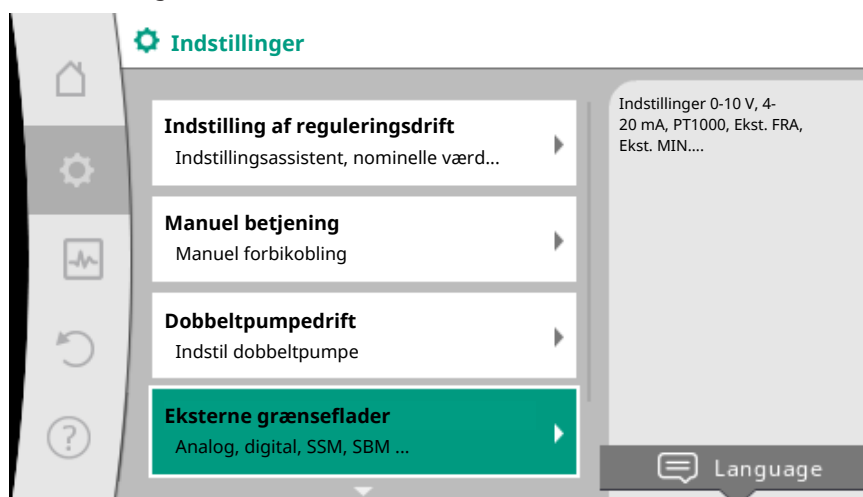 Indstillinger
Indstilling af reguleringsdrift
Indstillingsassistent, nominelle værd...
Manuel betjening
Manuel forbikobling
Dobbeltpumpedrift
Indstil dobbeltpumpe
Eksterne grænseflader
Analog, digital, SSM, SBM ...
Indstillinger 0-10 V, 4-
20 mA, PT1000, Ekst. FRA,
Ekst. MIN....
Language